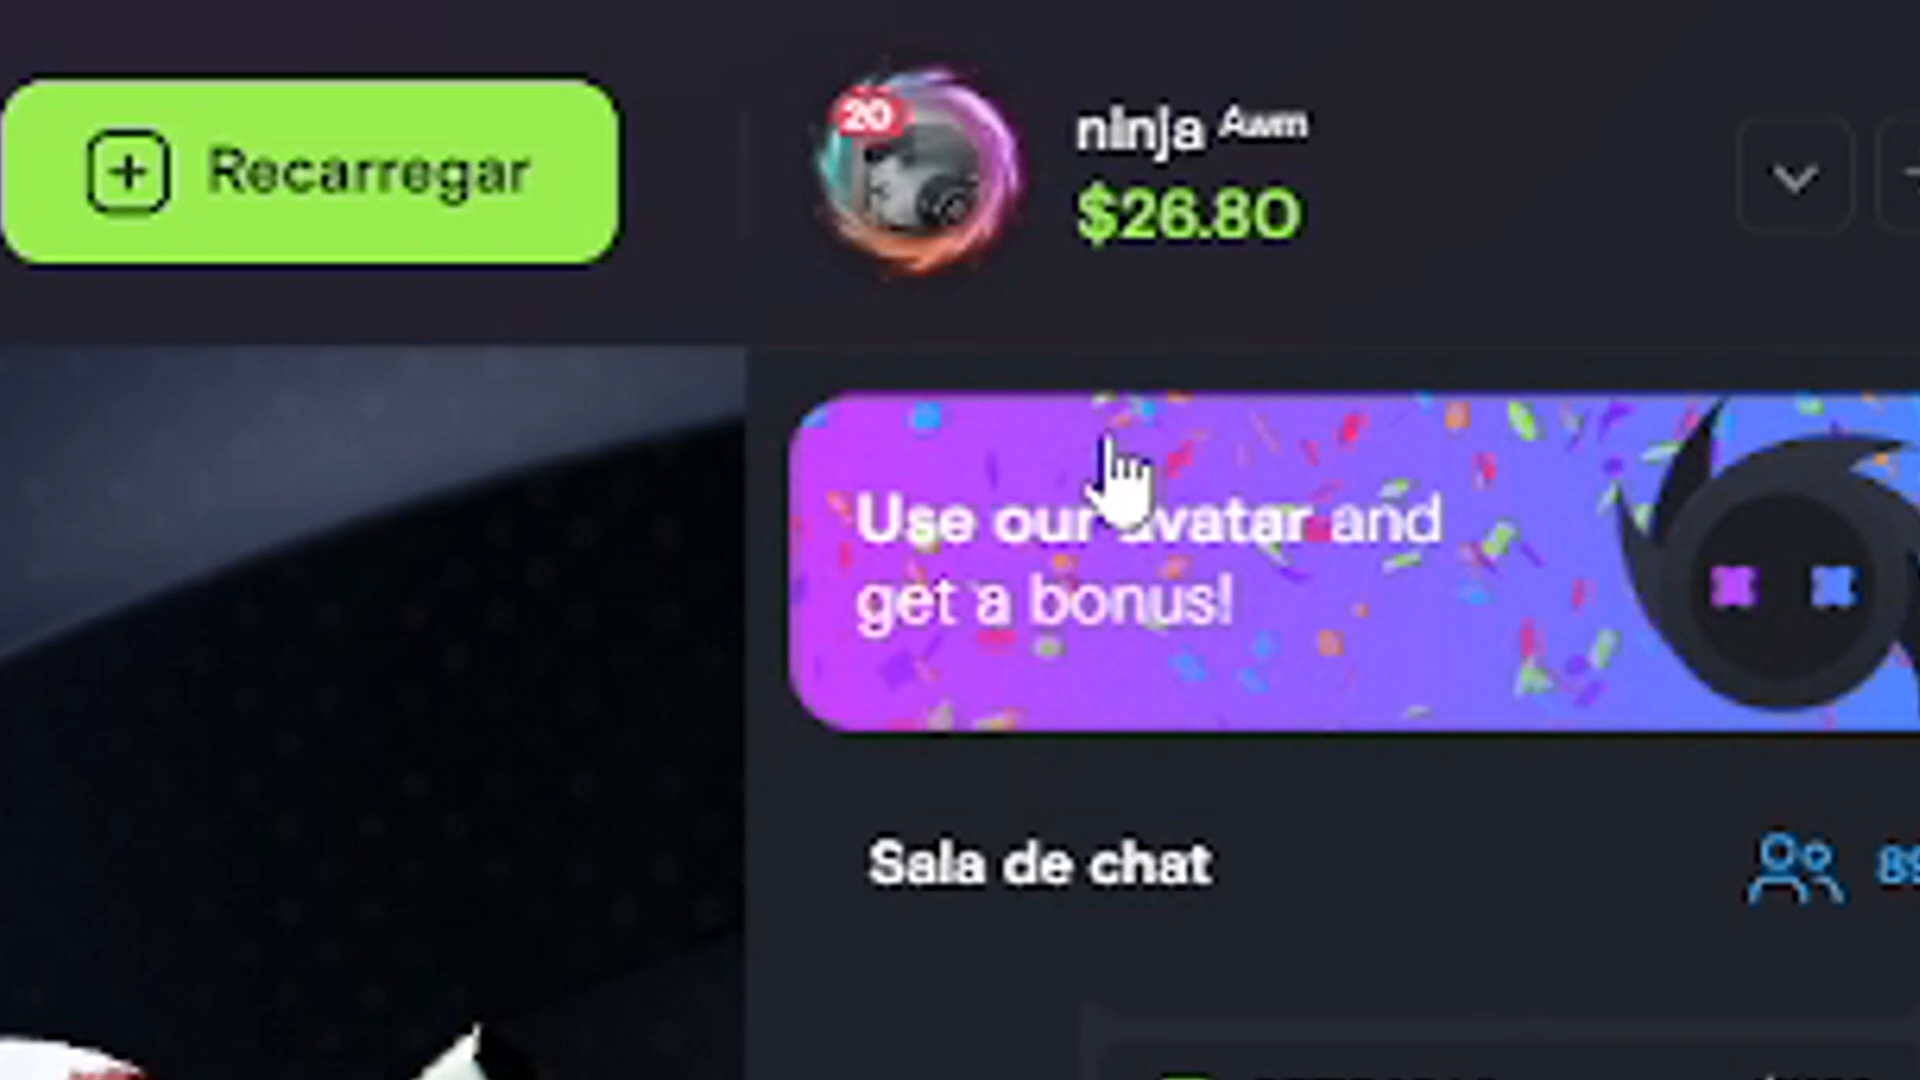 Recarregar
20
ninja Awm
$26.80
Use our avatar and
get a bonus!
Sala de chat